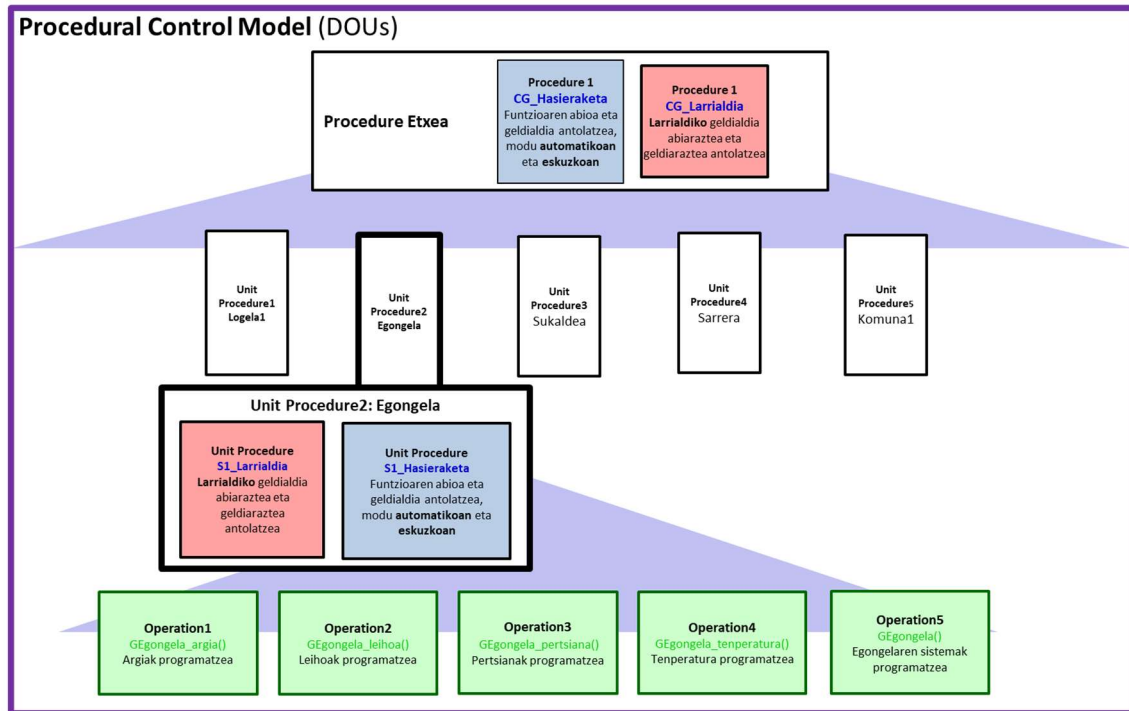 Procedural Control Model (DOUs)
Procedure Etxea
Procedure 1
CG_Hasieraketa
Funtzioaren abioa eta
geldialdia antolatzea,
modu automatikoan
eta eskuzkoan
Procedure 1
CG_Larrialdia
Larrialdiko geldialdia
abiaraztea eta
geldiaraztea antolatzea
Unit
Procedure1
Logela1
Unit
Procedure2
Egongela
Unit
Procedure3
Sukaldea
Unit
Procedure4
Sarrera
Unit
Procedure5
Komuna1
Unit Procedure2: Egongela
Unit Procedure
S1_Larrialdia
Larrialdiko geldialdia
abiaraztea eta
geldiaraztea
antolatzea
Unit Procedure
S1_Hasieraketa
Funtzioaren abioa eta
geldialdia antolatzea,
modu automatikoan eta
eskuzkoan
Operation1
GEgongela_argia()
Argiak programatzea
Operation2
GEgongela_leihoa()
Leihoak programatzea
Operation3
GEgongela_pertsiana()
Pertsianak programatzea
Operation4
GEgongela_tenperatura()
Tenperatura programatzea
Operation5
GEgongela()
Egongelaren sistemak
programatzea